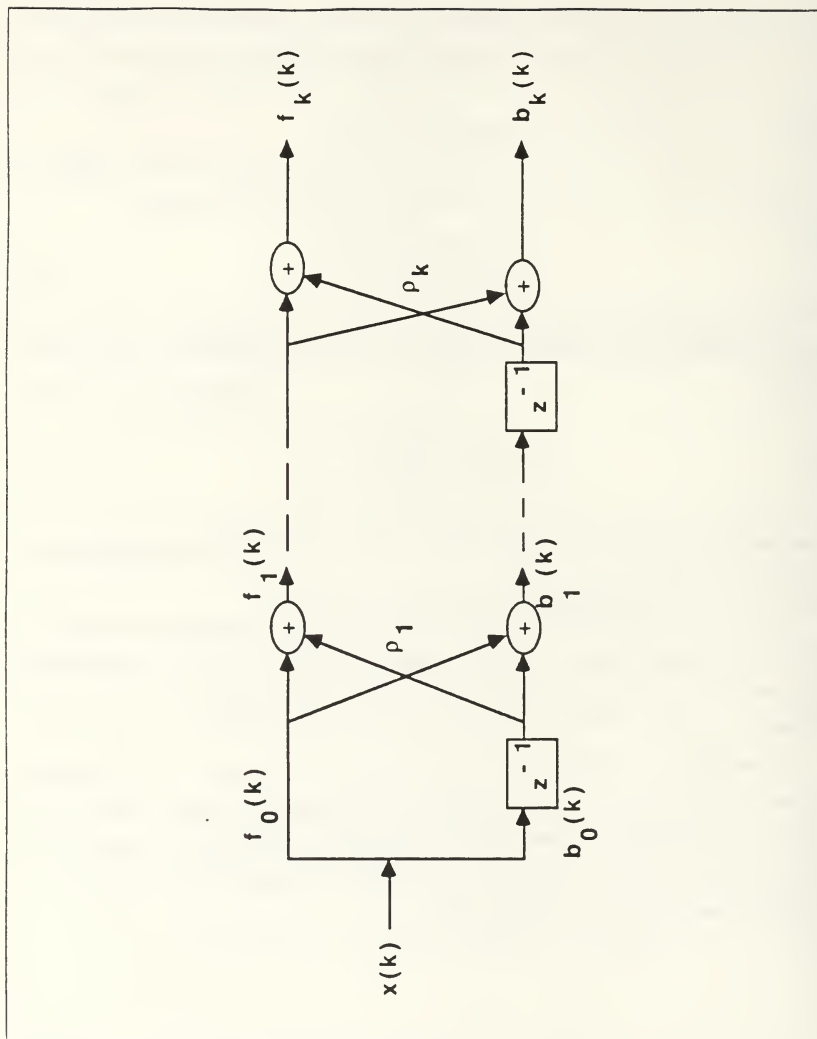 x(k)
f₀(k)
b₀(k)
z⁻¹
ρ₁
+
+
f₁(k)
b₁(k)
z⁻¹
ρₖ
+
+
fₖ(k)
bₖ(k)